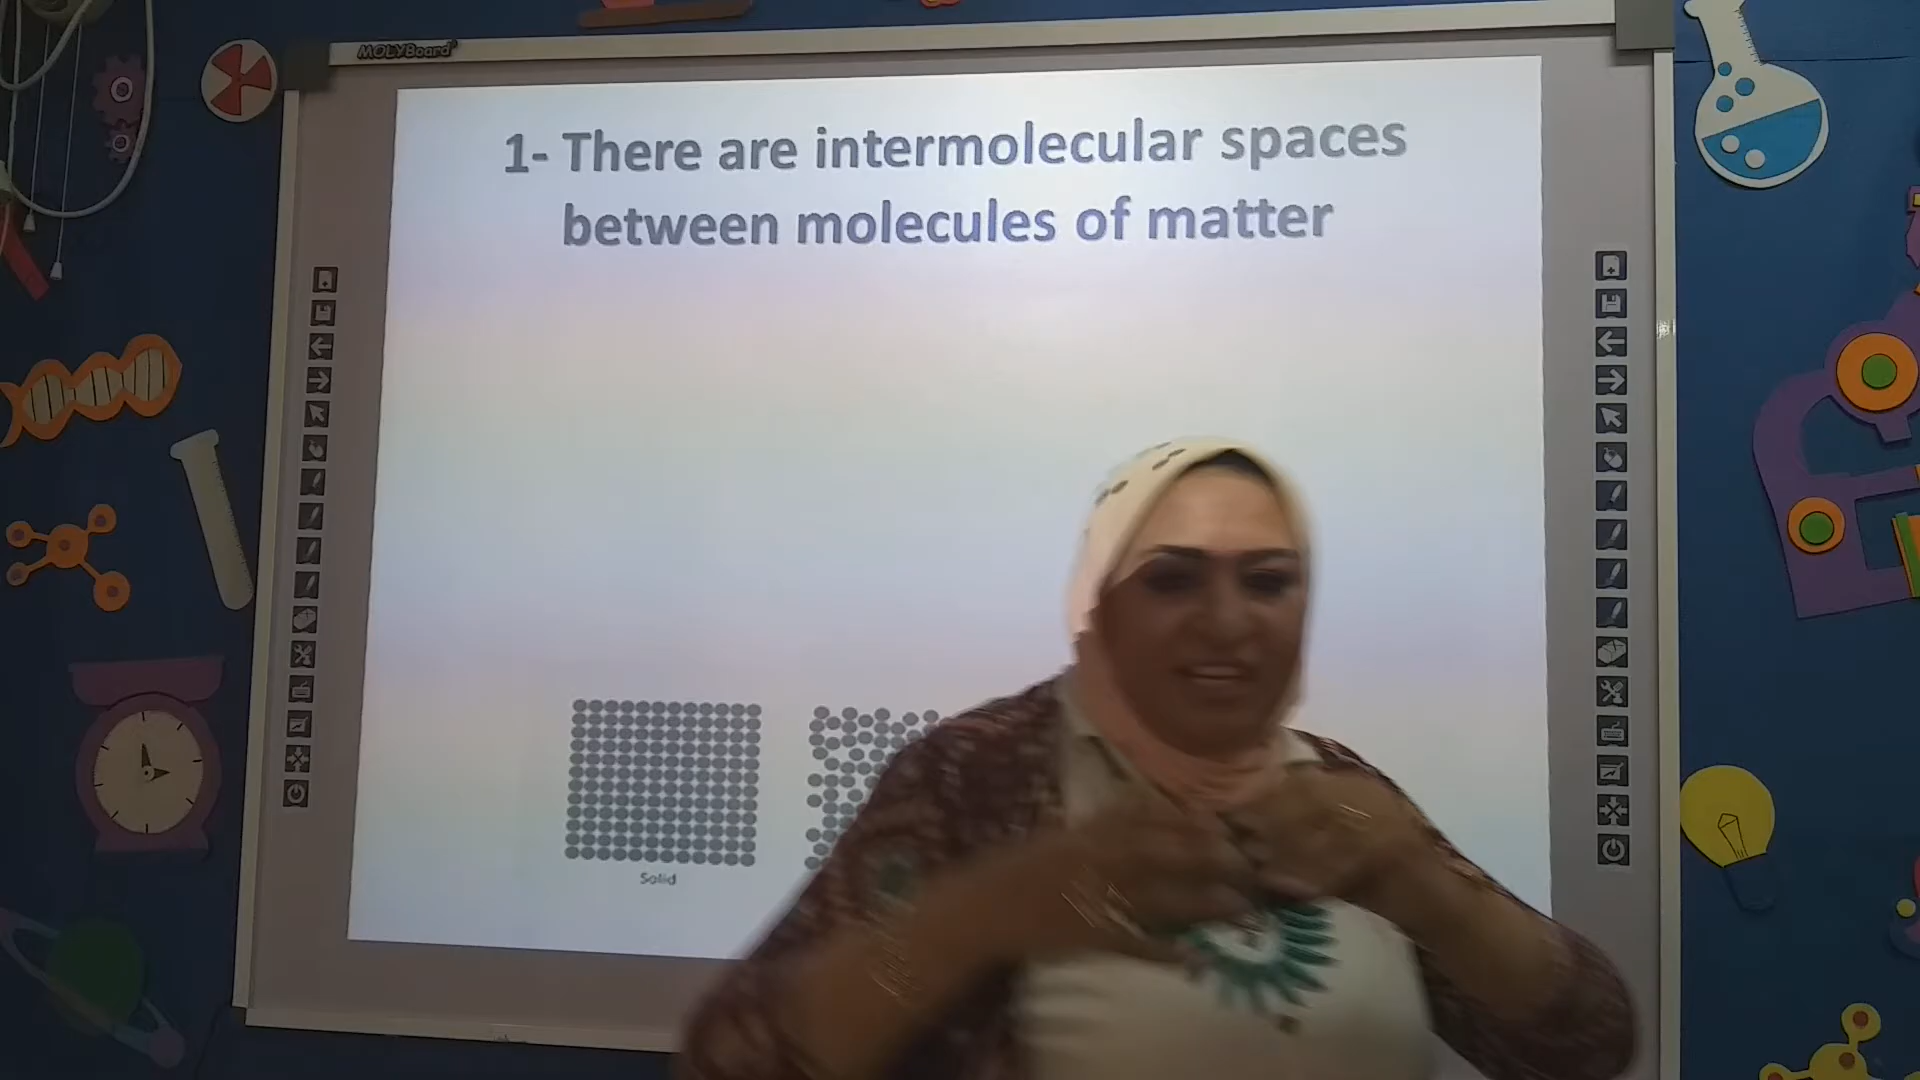 MOLYBoard
1- There are intermolecular spaces
between molecules of matter
Solid